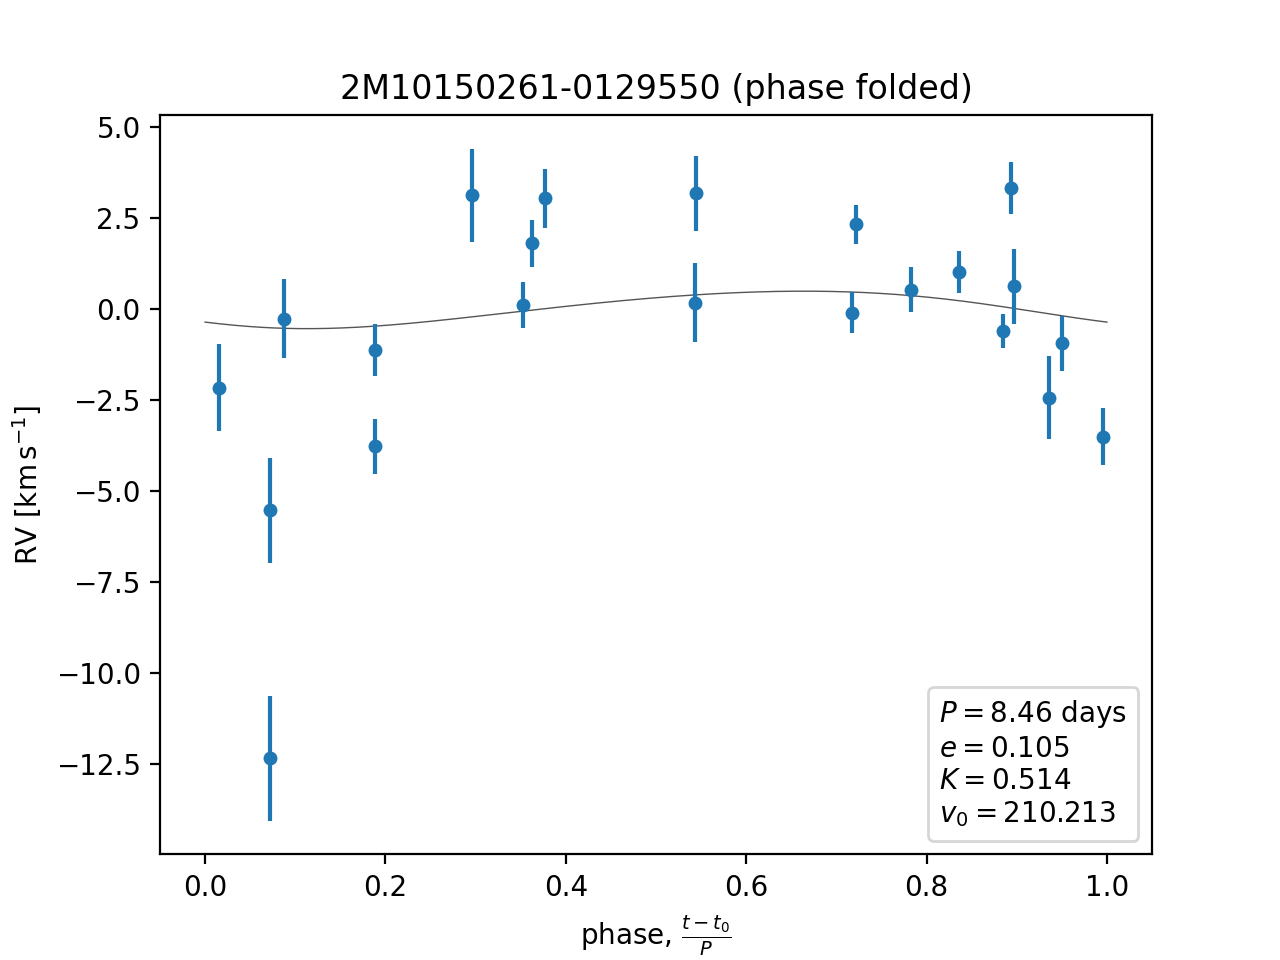 2M10150261-0129550 (phase folded)
5.0
2.5
0.0
−2.5
−5.0
−7.5
−10.0
−12.5
RV [km s⁻¹]
P = 8.46 days
e = 0.105
K = 0.514
v₀ = 210.213
0.0 0.2 0.4 0.6 0.8 1.0
phase, (t − t₀)/P